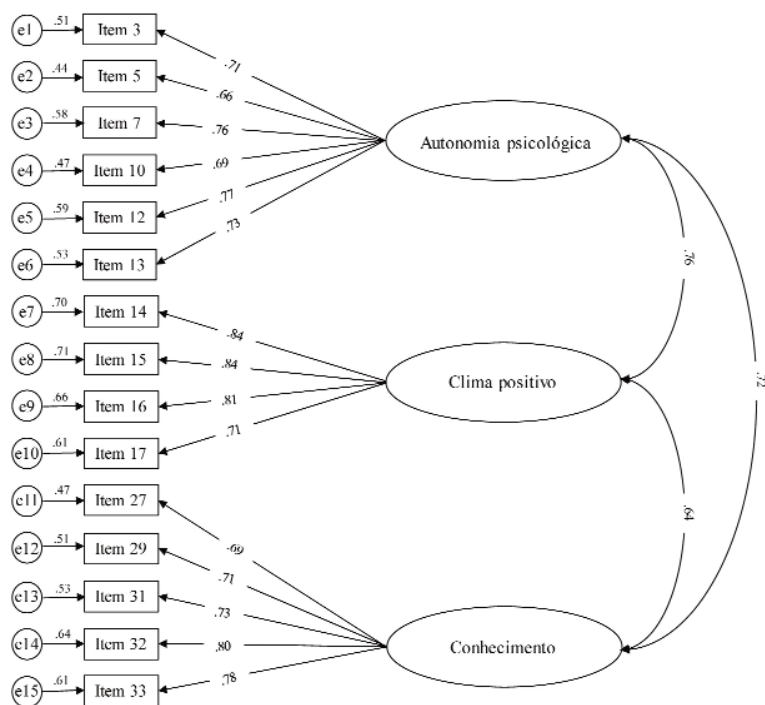 e1 .51 Item 3 .71
e2 .44 Item 5 .66
e3 .58 Item 7 .76
e4 .47 Item 10 .69
e5 .59 Item 12 .77
e6 .53 Item 13 .73
Autonomia psicológica
.76
.72
e7 .70 Item 14 .84
e8 .71 Item 15 .84
e9 .66 Item 16 .81
e10 .61 Item 17 .71
Clima positivo
.64
e11 .47 Item 27 .69
e12 .51 Item 29 .71
e13 .53 Item 31 .73
e14 .64 Item 32 .80
e15 .61 Item 33 .78
Conhecimento